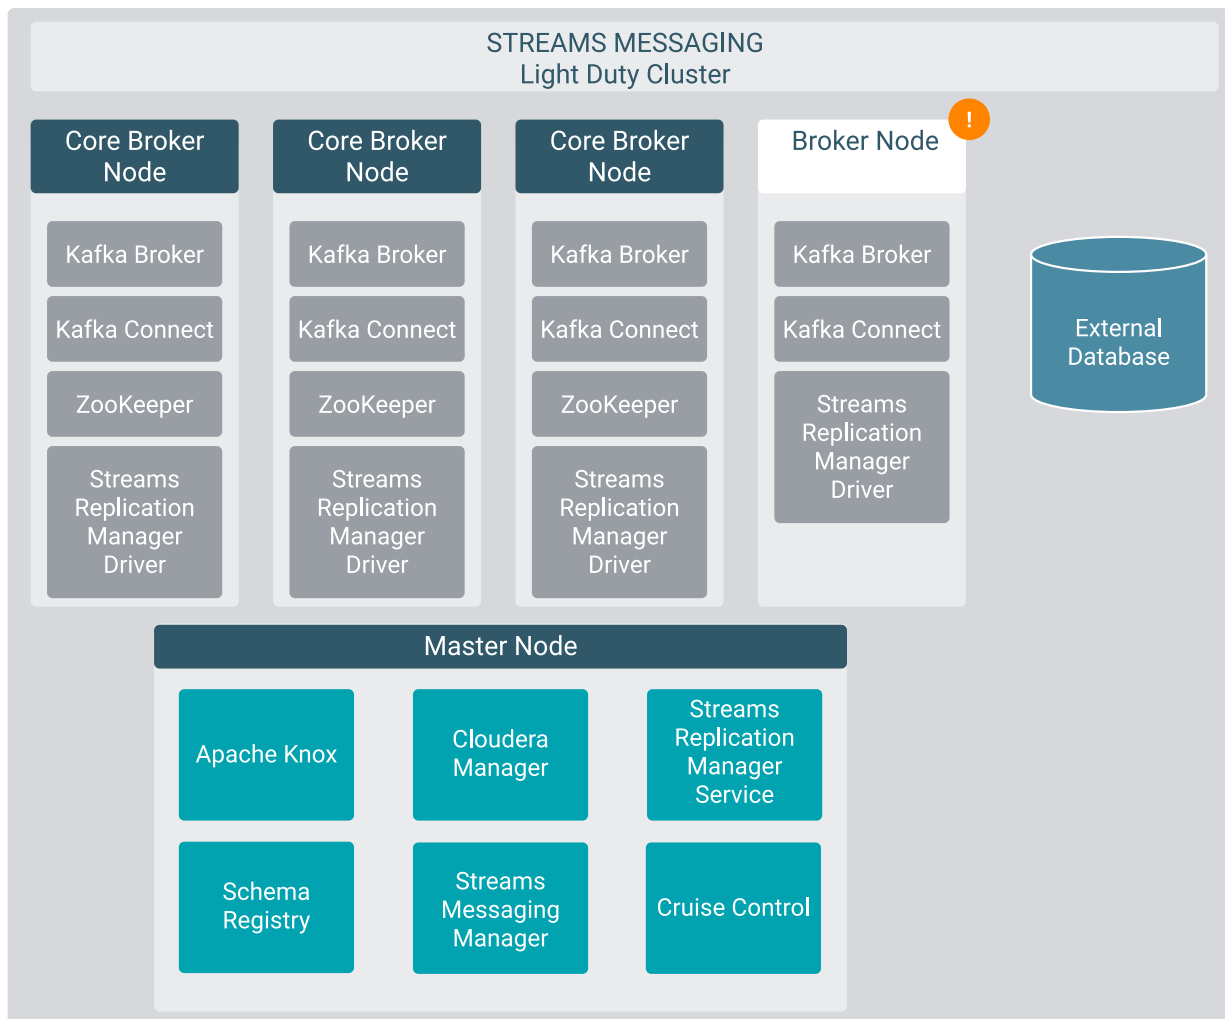 STREAMS MESSAGING
Light Duty Cluster
Core Broker
Node
Kafka Broker
Kafka Connect
ZooKeeper
Streams
Replication
Manager
Driver
Core Broker
Node
Kafka Broker
Kafka Connect
ZooKeeper
Streams
Replication
Manager
Driver
Core Broker
Node
Kafka Broker
Kafka Connect
ZooKeeper
Streams
Replication
Manager
Driver
Broker Node
!
Kafka Broker
Kafka Connect
Streams
Replication
Manager
Driver
External
Database
Master Node
Apache Knox
Cloudera
Manager
Streams
Replication
Manager
Service
Schema
Registry
Streams
Messaging
Manager
Cruise Control